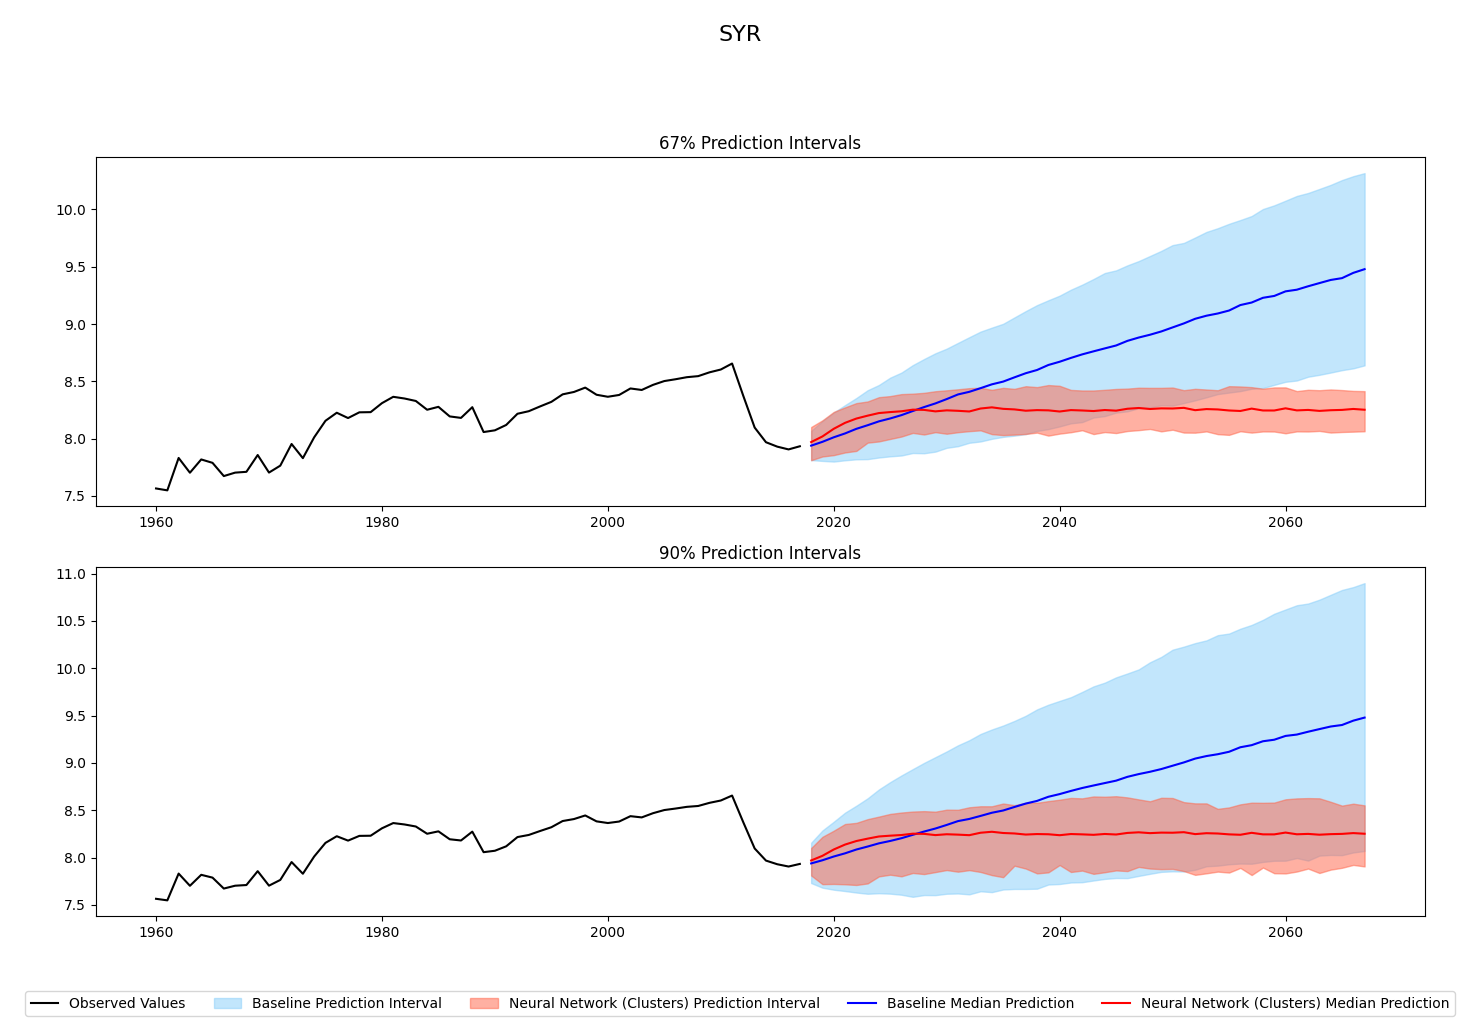 SYR
67% Prediction Intervals
10.0
9.5
9.0
8.5
8.0
7.5
1960 1980 2000 2020 2040 2060
90% Prediction Intervals
11.0
10.5
10.0
9.5
9.0
8.5
8.0
7.5
1960 1980 2000 2020 2040 2060
Observed Values Baseline Prediction Interval Neural Network (Clusters) Prediction Interval Baseline Median Prediction Neural Network (Clusters) Median Prediction